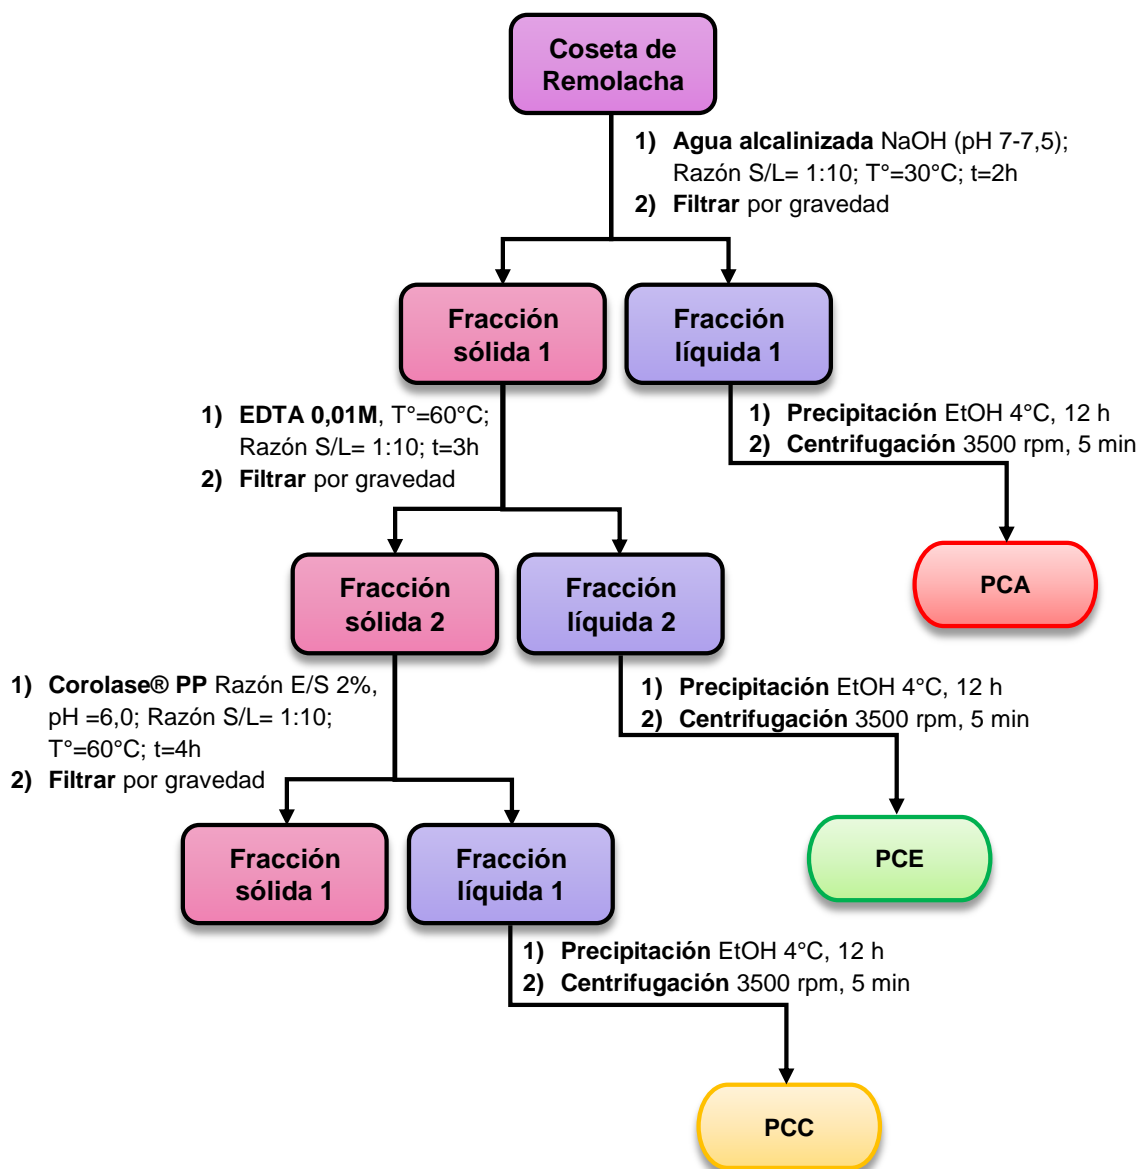 Coseta de
Remolacha
1) Agua alcalinizada NaOH (pH 7-7,5);
Razón S/L= 1:10; T°=30°C; t=2h
2) Filtrar por gravedad
Fracción
sólida 1
Fracción
líquida 1
1) EDTA 0,01M, T°=60°C;
Razón S/L= 1:10; t=3h
2) Filtrar por gravedad
1) Precipitación EtOH 4°C, 12 h
2) Centrifugación 3500 rpm, 5 min
PCA
Fracción
sólida 2
Fracción
líquida 2
1) Corolase® PP Razón E/S 2%,
pH =6,0; Razón S/L= 1:10;
T°=60°C; t=4h
2) Filtrar por gravedad
1) Precipitación EtOH 4°C, 12 h
2) Centrifugación 3500 rpm, 5 min
PCE
Fracción
sólida 1
Fracción
líquida 1
1) Precipitación EtOH 4°C, 12 h
2) Centrifugación 3500 rpm, 5 min
PCC